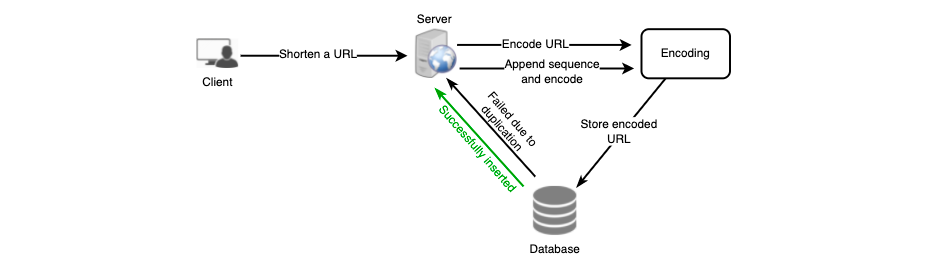 Server
Shorten a URL
Encode URL
Encoding
Append sequence
and encode
Client
Failed due to
duplication
Successfully inserted
Store encoded
URL
Database